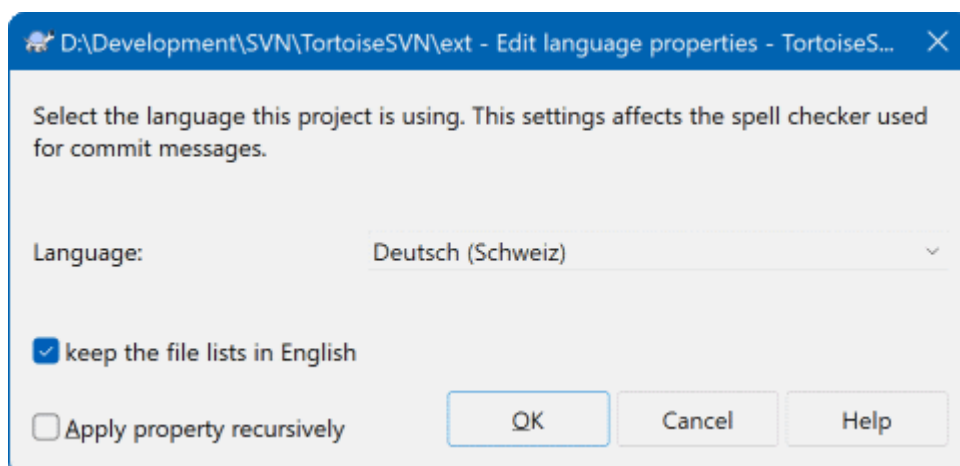 D:\Development\SVN\TortoiseSVN\ext - Edit language properties - TortoiseS...
Select the language this project is using. This settings affects the spell checker used
for commit messages.
Language: Deutsch (Schweiz)
keep the file lists in English
Apply property recursively OK Cancel Help